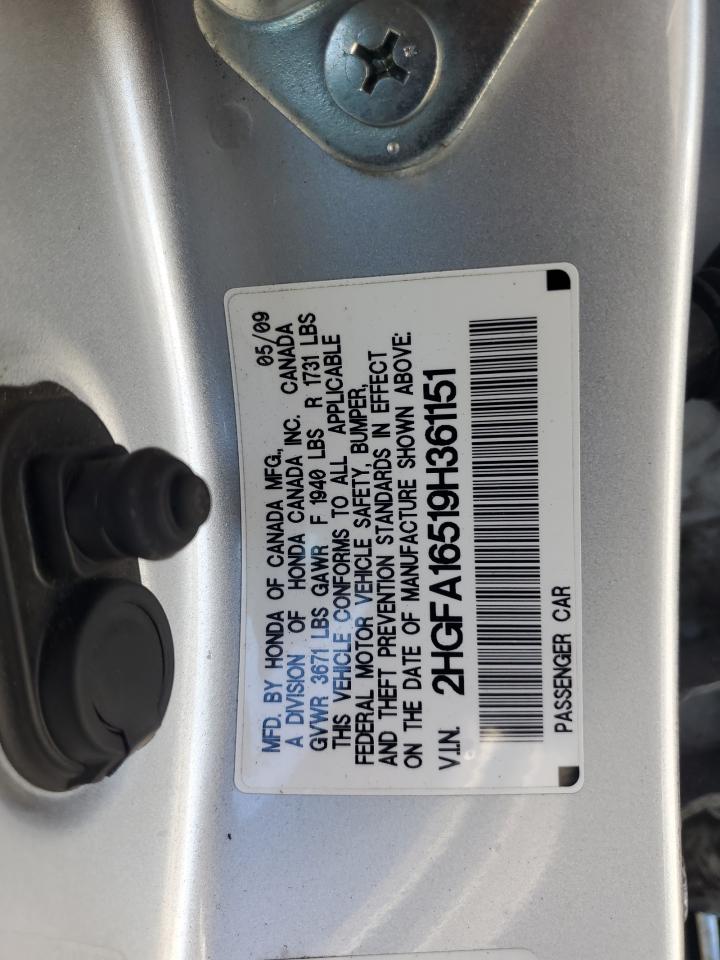 MFD. BY HONDA OF CANADA MFG., 05/09
A DIVISION OF HONDA CANADA INC. CANADA
GVWR 3671 LBS GAWR F 1940 LBS R 1731 LBS
THIS VEHICLE CONFORMS TO ALL APPLICABLE
FEDERAL MOTOR VEHICLE SAFETY, BUMPER,
AND THEFT PREVENTION STANDARDS IN EFFECT
ON THE DATE OF MANUFACTURE SHOWN ABOVE.
V.I.N. 2HGFA16519H361151
PASSENGER CAR